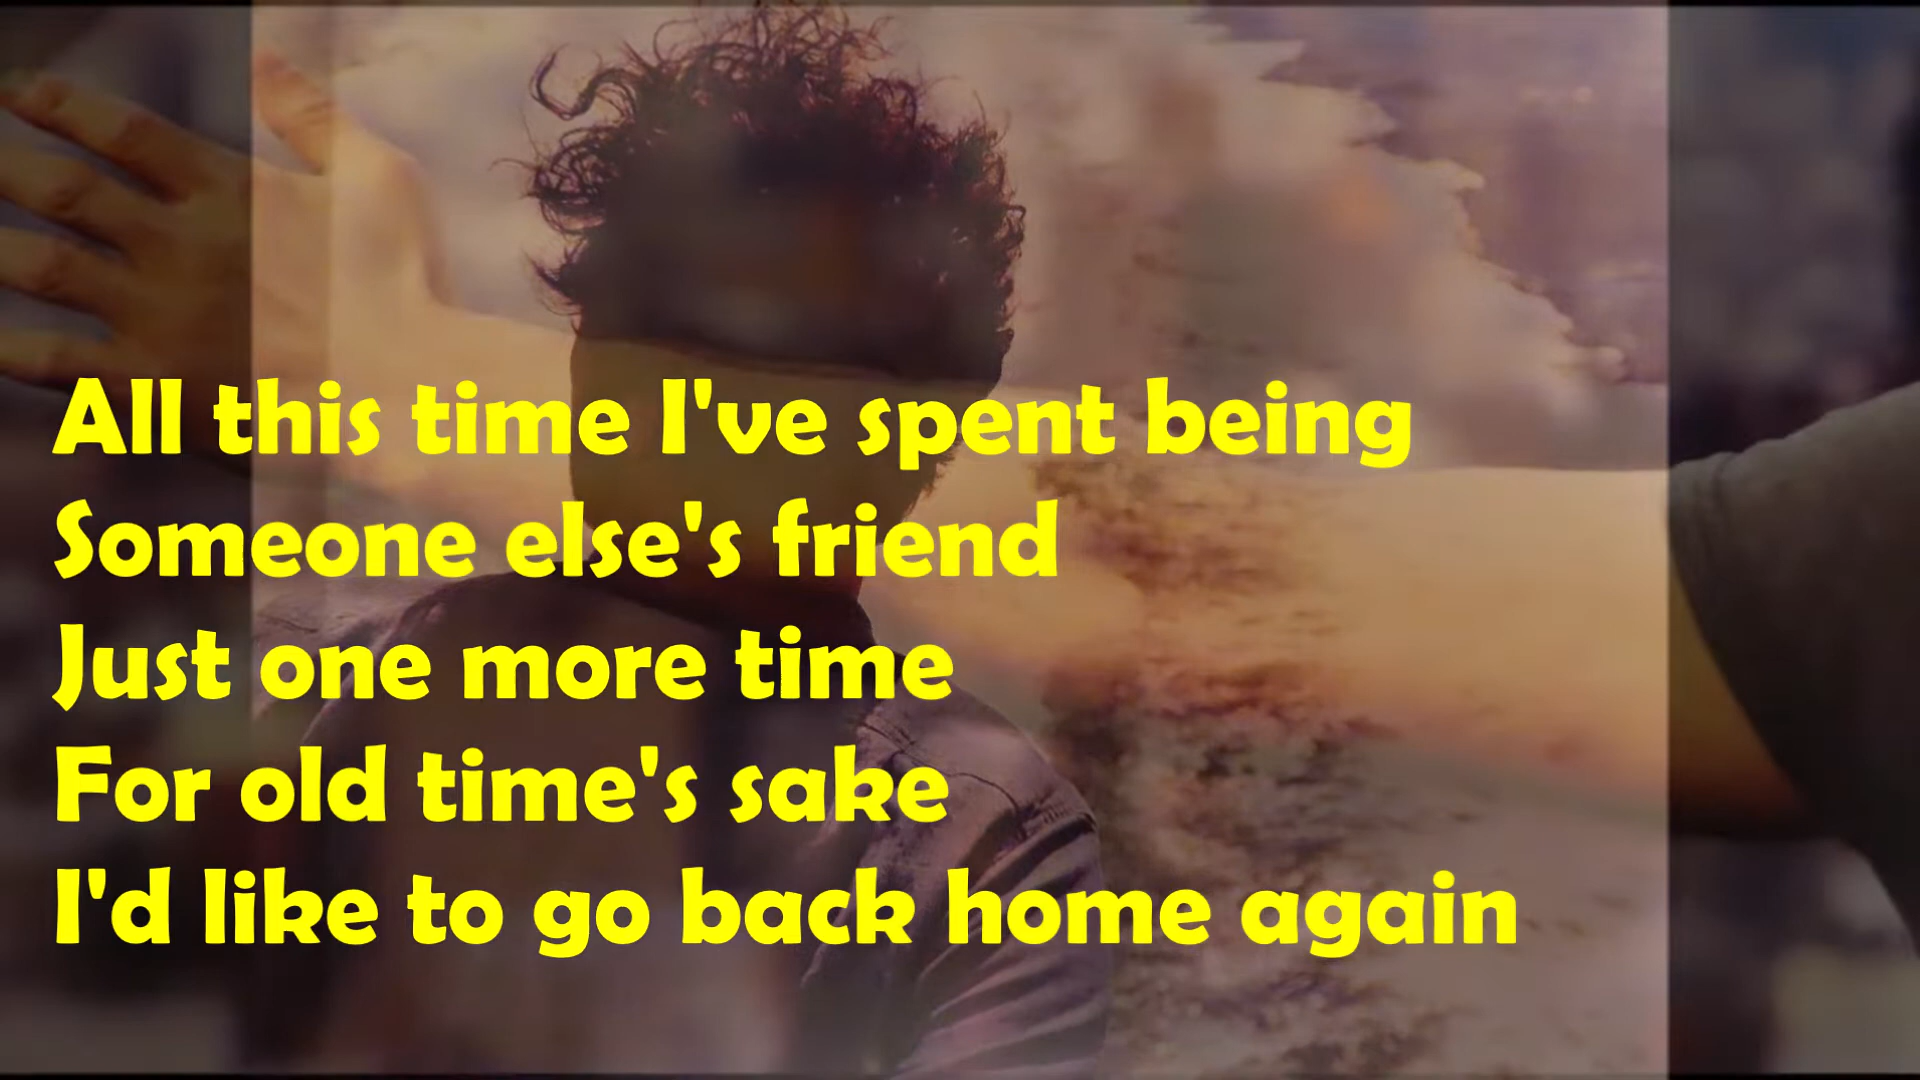 All this time I've spent being
Someone else's friend
Just one more time
For old time's sake
I'd like to go back home again